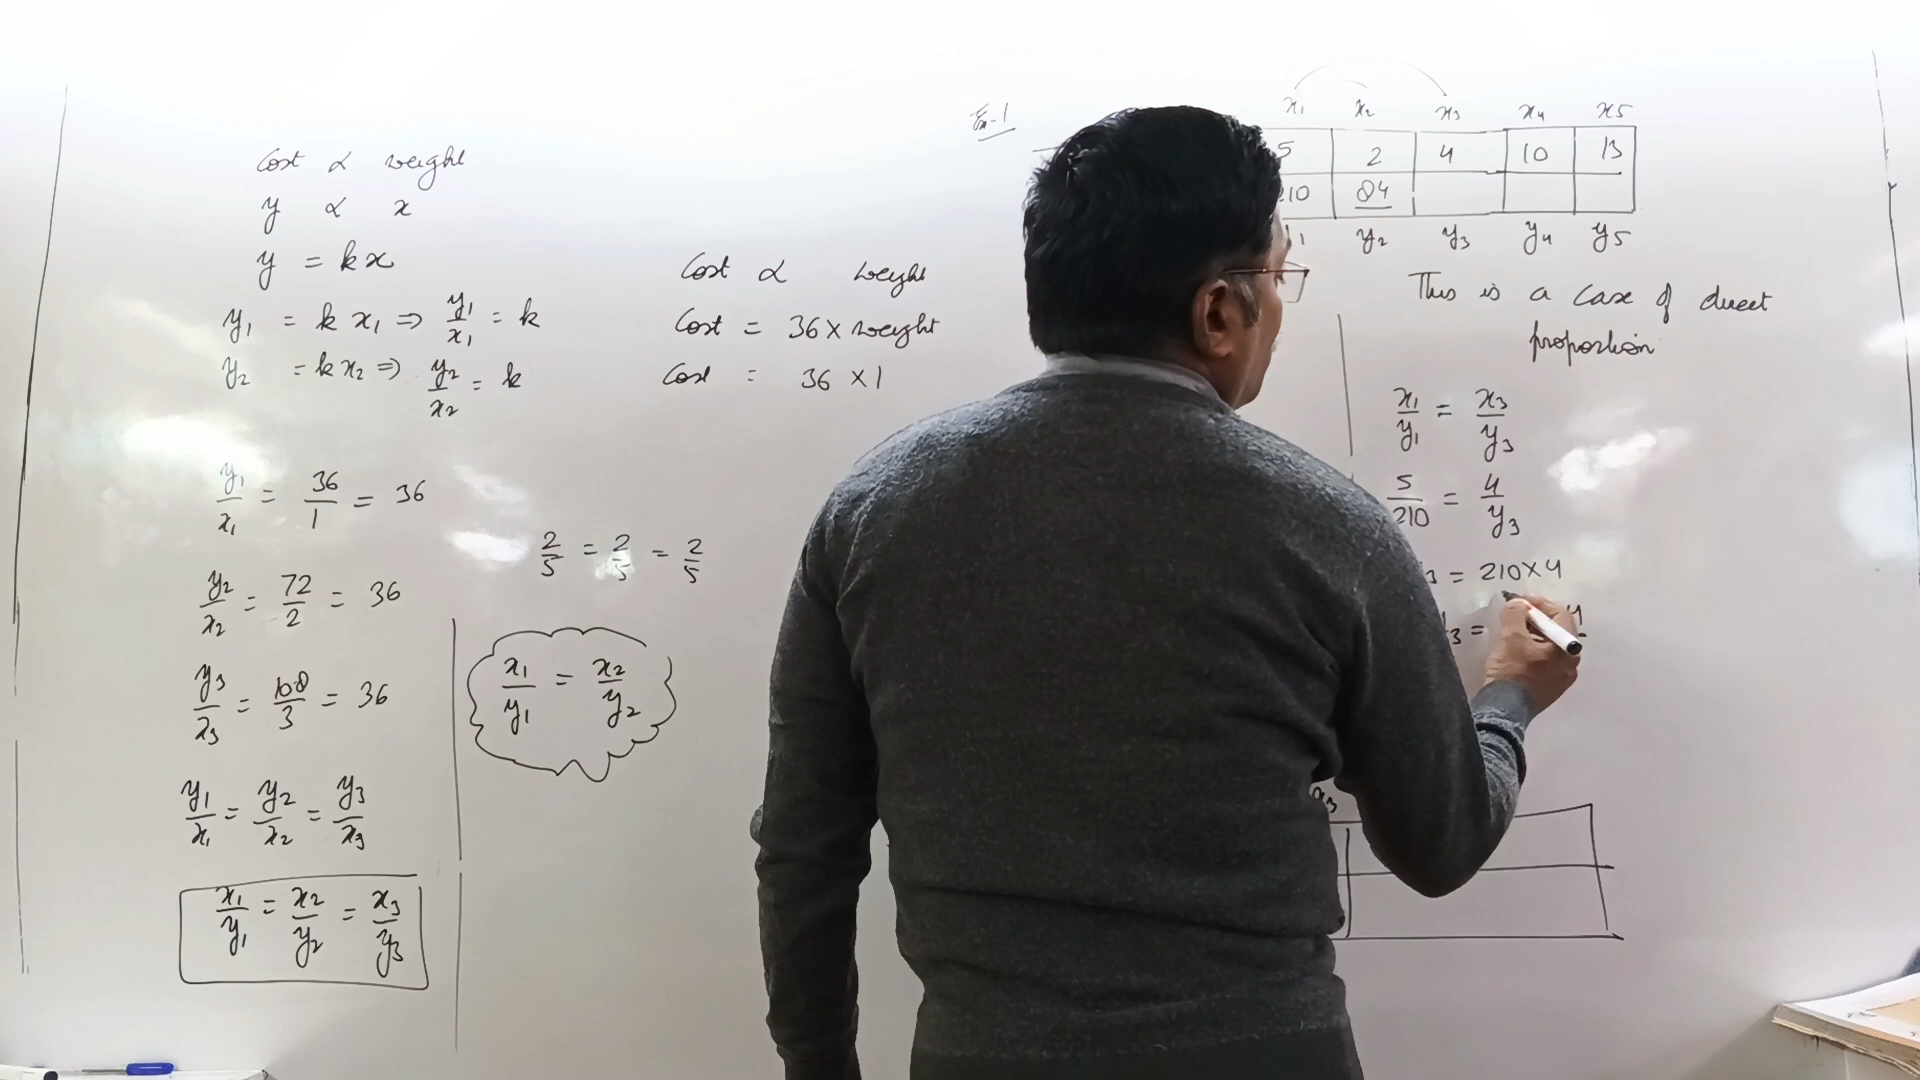 Cost α weight
y α x
y = kx
y₁ = k x₁ ⇒ y₁/x₁ = k
y₂ = k x₂ ⇒ y₂/x₂ = k
y₁/x₁ = 36/1 = 36
y₂/x₂ = 72/2 = 36
y₃/x₃ = 108/3 = 36
y₁/x₁ = y₂/x₂ = y₃/x₃
x₁/y₁ = x₂/y₂ = x₃/y₃
Cost α weight
Cost = 36 × weight
Cost = 36 × 1
2/5 = 2/5 = 2/5
x₁/y₁ = x₂/y₂
Ex-1
x₁ x₂ x₃ x₄ x₅
5 2 4 10 13
210 84
y₂ y₃ y₄ y₅
This is a case of direct
proportion
x₁/y₁ = x₃/y₃
5/210 = 4/y₃
₃ = 210×4
₃ =